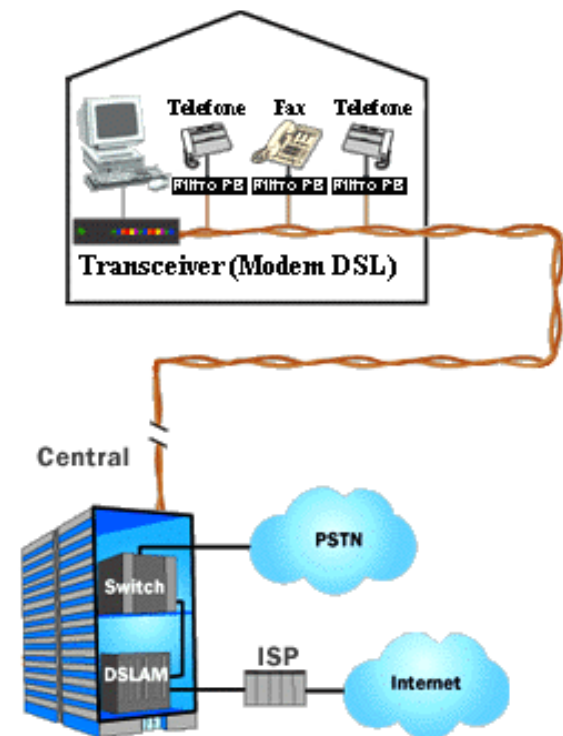 Telefone Fax Telefone
Filtro PB Filtro PB Filtro PB
Transceiver (Modem DSL)
Central
PSTN
Switch
ISP
DSLAM
Internet